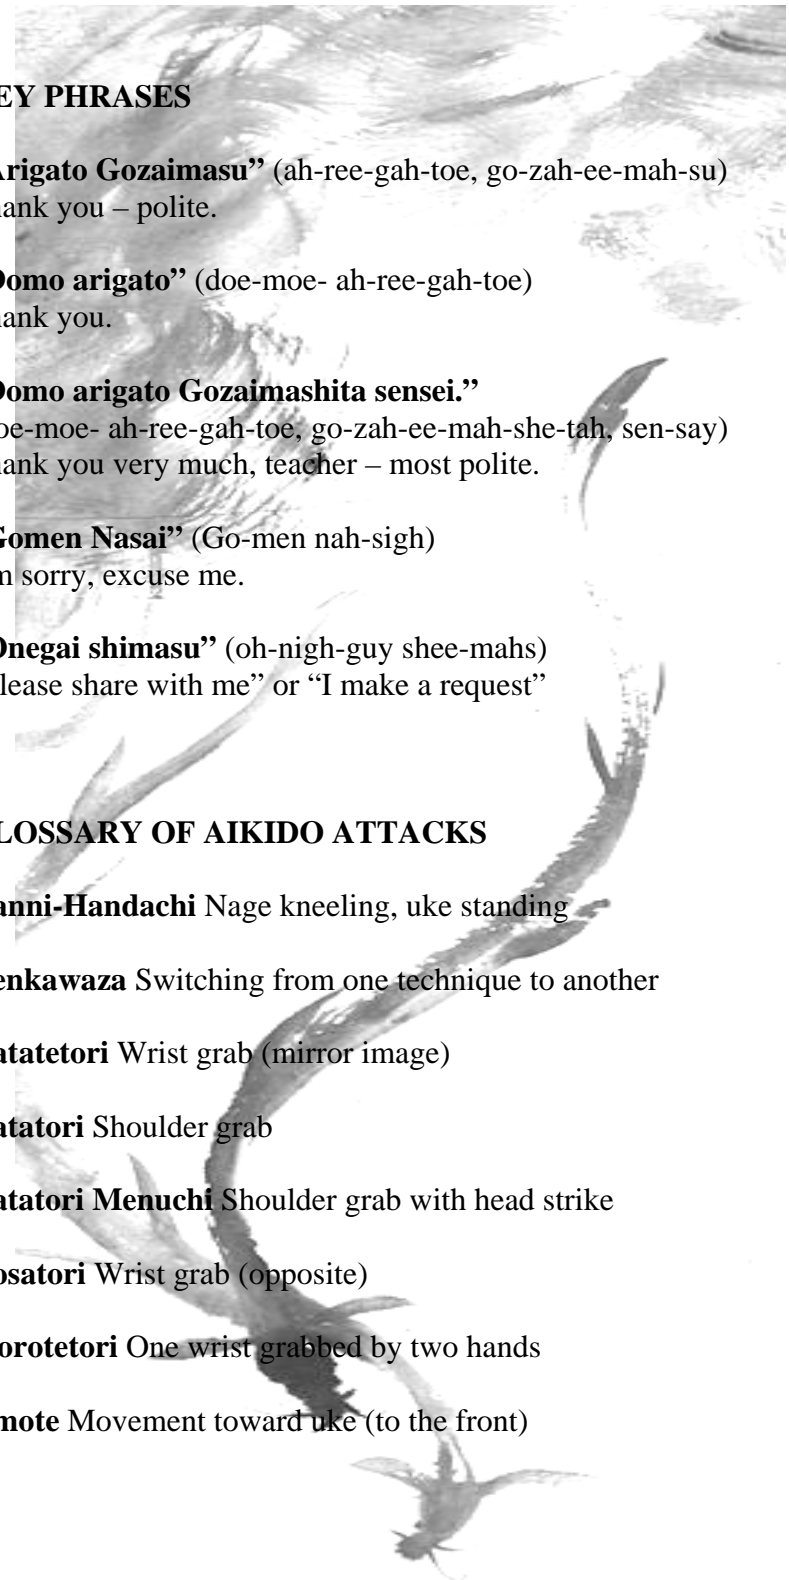 EY PHRASES
Arigato Gozaimasu” (ah-ree-gah-toe, go-zah-ee-mah-su)
hank you – polite.
Domo arigato” (doe-moe- ah-ree-gah-toe)
hank you.
Domo arigato Gozaimashita sensei.”
oe-moe- ah-ree-gah-toe, go-zah-ee-mah-she-tah, sen-say)
hank you very much, teacher – most polite.
Gomen Nasai” (Go-men nah-sigh)
m sorry, excuse me.
Onegai shimasu” (oh-nigh-guy shee-mahs)
lease share with me” or “I make a request”
LOSSARY OF AIKIDO ATTACKS
anni-Handachi Nage kneeling, uke standing
enkawaza Switching from one technique to another
atatetori Wrist grab (mirror image)
atatori Shoulder grab
atatori Menuchi Shoulder grab with head strike
osatori Wrist grab (opposite)
orotetori One wrist grabbed by two hands
mote Movement toward uke (to the front)